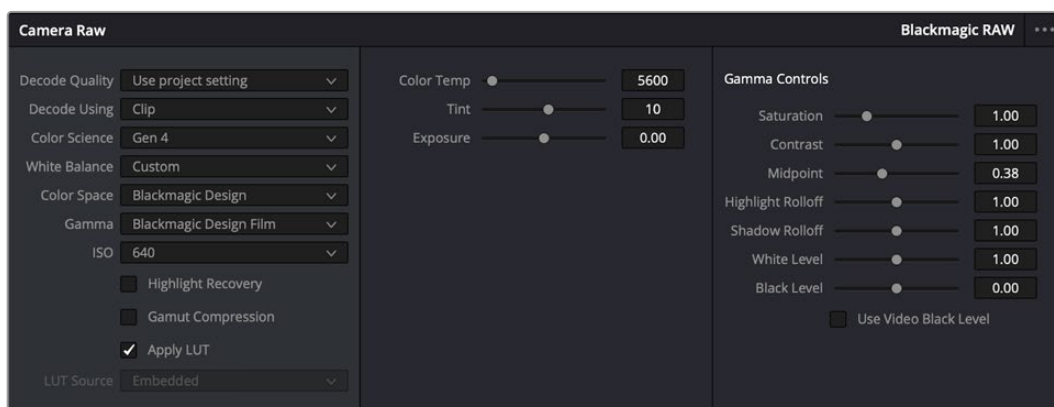 Camera Raw
Blackmagic RAW
Decode Quality Use project setting
Decode Using Clip
Color Science Gen 4
White Balance Custom
Color Space Blackmagic Design
Gamma Blackmagic Design Film
ISO 640
Highlight Recovery
Gamut Compression
Apply LUT
LUT Source Embedded
Color Temp 5600
Tint 10
Exposure 0.00
Gamma Controls
Saturation 1.00
Contrast 1.00
Midpoint 0.38
Highlight Rolloff 1.00
Shadow Rolloff 1.00
White Level 1.00
Black Level 0.00
Use Video Black Level